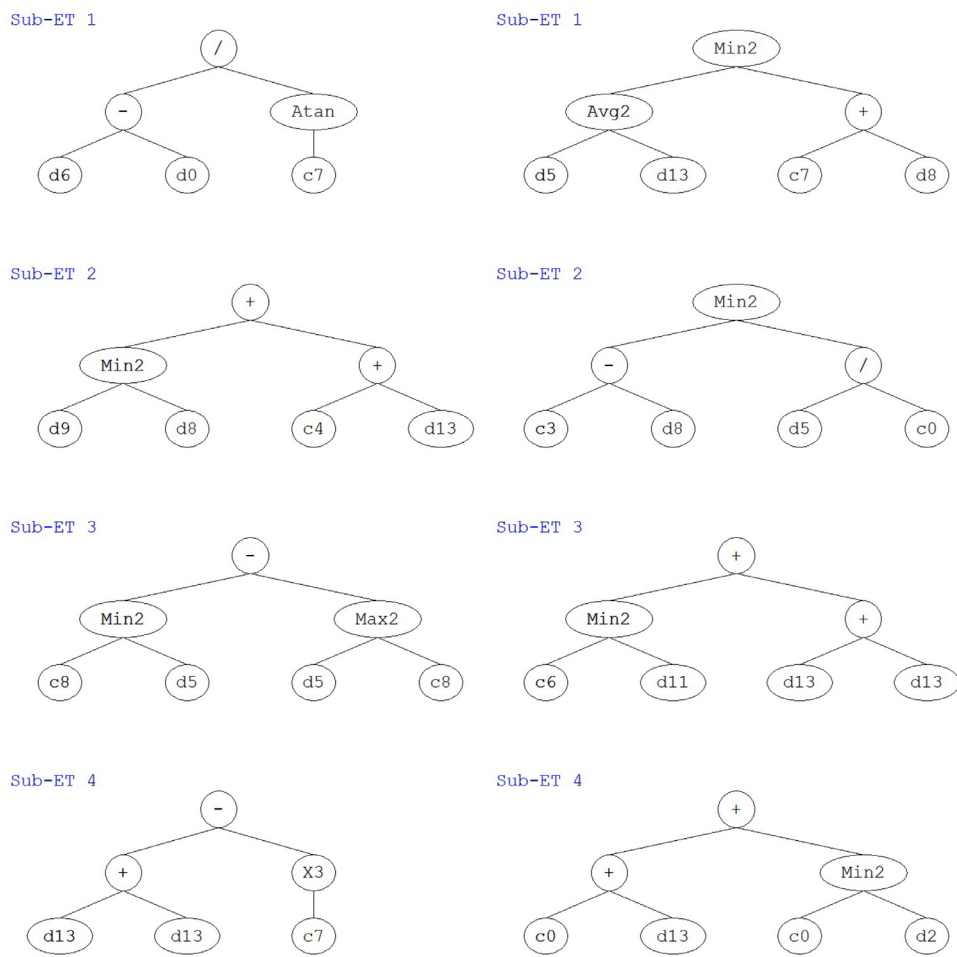 Sub-ET 1
/
- Atan
d6 d0 c7
Sub-ET 2
+
Min2 +
d9 d8 c4 d13
Sub-ET 3
-
Min2 Max2
c8 d5 d5 c8
Sub-ET 4
-
+ X3
d13 d13 c7
Sub-ET 1
Min2
Avg2 +
d5 d13 c7 d8
Sub-ET 2
Min2
- /
c3 d8 d5 c0
Sub-ET 3
+
Min2 +
c6 d11 d13 d13
Sub-ET 4
+
+ Min2
c0 d13 c0 d2